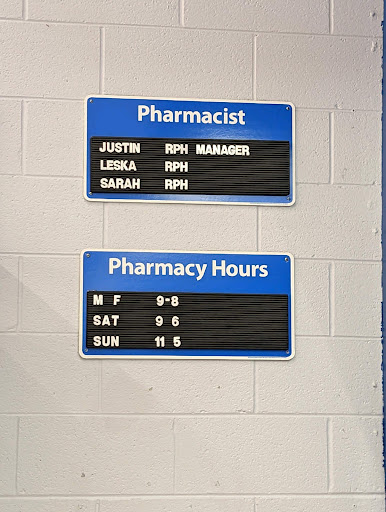 Pharmacist
JUSTIN RPH MANAGER
LESKA RPH
SARAH RPH
Pharmacy Hours
M F 9-8
SAT 9 6
SUN 11 5